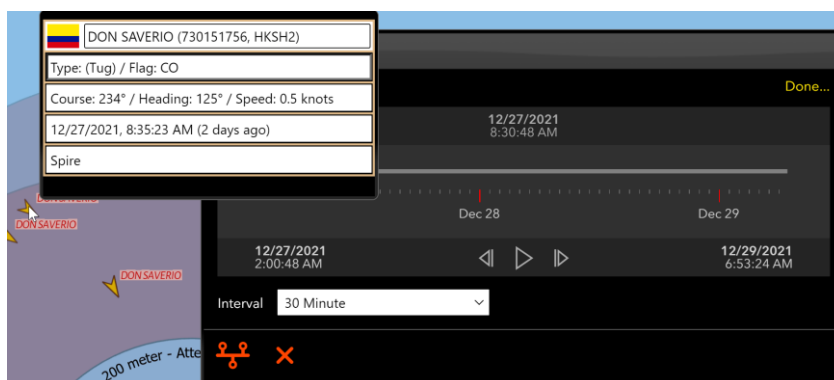 DON SAVERIO (730151756, HKSH2)
Type: (Tug) / Flag: CO
Course: 234° / Heading: 125° / Speed: 0.5 knots
12/27/2021, 8:35:23 AM (2 days ago)
Spire
Done...
12/27/2021
8:30:48 AM
DON SAVERIO
DON SAVERIO
DON SAVERIO
Dec 28
Dec 29
12/27/2021
2:00:48 AM
12/29/2021
6:53:24 AM
Interval
30 Minute
200 meter - Atte